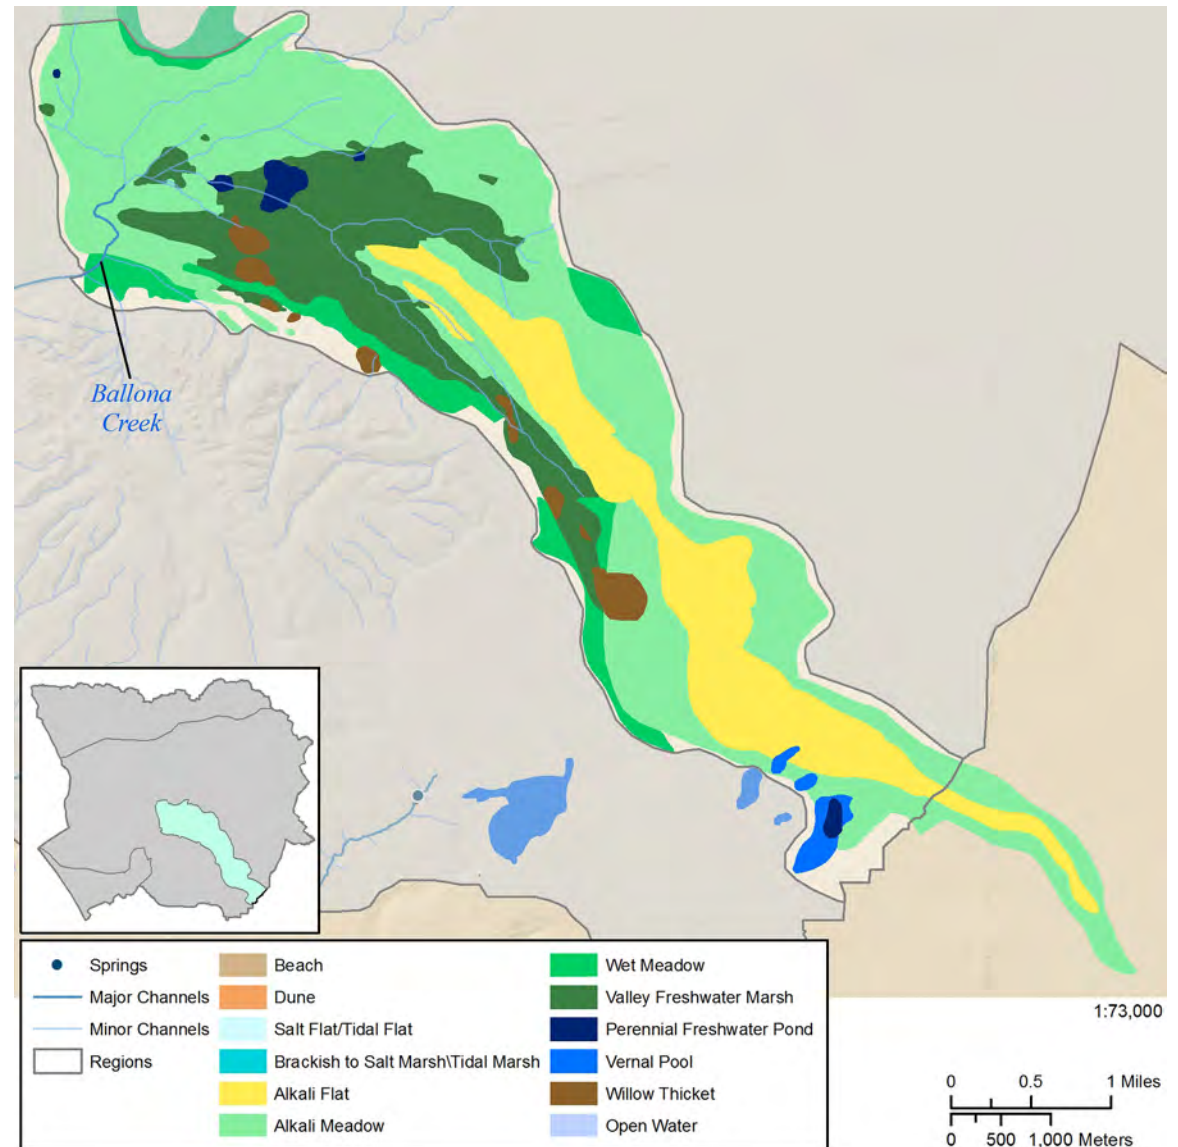 Ballona
Creek
Springs
Major Channels
Minor Channels
Regions
Beach
Dune
Salt Flat/Tidal Flat
Brackish to Salt Marsh\Tidal Marsh
Alkali Flat
Alkali Meadow
Wet Meadow
Valley Freshwater Marsh
Perennial Freshwater Pond
Vernal Pool
Willow Thicket
Open Water
1:73,000
0 0.5 1 Miles
0 500 1,000 Meters